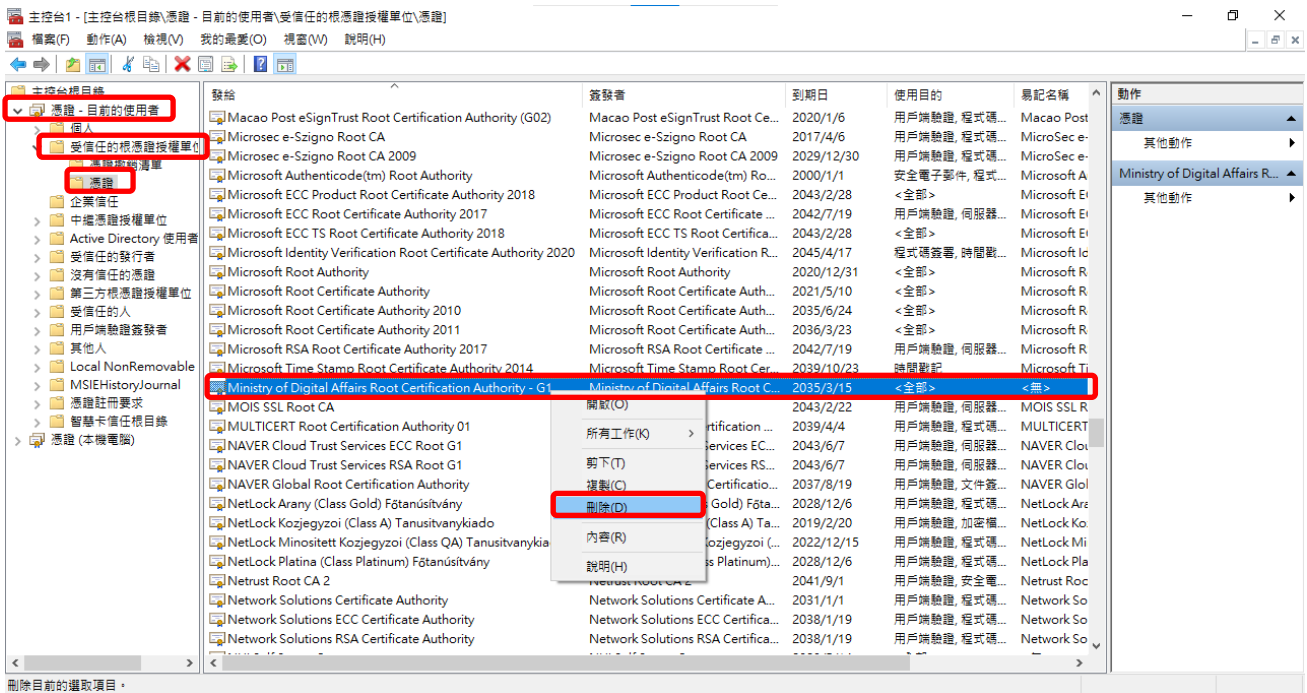 主控台1 - [主控台根目錄\憑證 - 目前的使用者\受信任的根憑證授權單位\憑證]
檔案(F) 動作(A) 檢視(V) 我的最愛(O) 視窗(W) 說明(H)
主控台根目錄
憑證 - 目前的使用者
個人
受信任的根憑證授權單位
憑證撤銷清單
憑證
企業信任
中繼憑證授權單位
Active Directory 使用者
受信任的發行者
沒有信任的憑證
第三方根憑證授權單位
受信任的人
用戶端驗證簽發者
其他人
Local NonRemovable
MSIEHistoryJournal
憑證註冊要求
智慧卡信任根目錄
憑證 (本機電腦)
發給 簽發者 到期日 使用目的 易記名稱
Macao Post eSignTrust Root Certification Authority (G02) Macao Post eSignTrust Root Ce... 2020/1/6 用戶端驗證, 程式碼... Macao Post
Microsec e-Szigno Root CA Microsec e-Szigno Root CA 2017/4/6 用戶端驗證, 程式碼... MicroSec e-
Microsec e-Szigno Root CA 2009 Microsec e-Szigno Root CA 2009 2029/12/30 用戶端驗證, 程式碼... MicroSec e-
Microsoft Authenticode(tm) Root Authority Microsoft Authenticode(tm) Ro... 2000/1/1 安全電子郵件, 程式... Microsoft A
Microsoft ECC Product Root Certificate Authority 2018 Microsoft ECC Product Root Ce... 2043/2/28 <全部> Microsoft E
Microsoft ECC Root Certificate Authority 2017 Microsoft ECC Root Certificate ... 2042/7/19 用戶端驗證, 伺服器... Microsoft E
Microsoft ECC TS Root Certificate Authority 2018 Microsoft ECC TS Root Certifica... 2043/2/28 <全部> Microsoft E
Microsoft Identity Verification Root Certificate Authority 2020 Microsoft Identity Verification R... 2045/4/17 程式碼簽署, 時間戳... Microsoft Id
Microsoft Root Authority Microsoft Root Authority 2020/12/31 <全部> Microsoft R
Microsoft Root Certificate Authority Microsoft Root Certificate Auth... 2021/5/10 <全部> Microsoft R
Microsoft Root Certificate Authority 2010 Microsoft Root Certificate Auth... 2035/6/24 <全部> Microsoft R
Microsoft Root Certificate Authority 2011 Microsoft Root Certificate Auth... 2036/3/23 <全部> Microsoft R
Microsoft RSA Root Certificate Authority 2017 Microsoft RSA Root Certificate ... 2042/7/19 用戶端驗證, 伺服器... Microsoft R
Microsoft Time Stamp Root Certificate Authority 2014 Microsoft Time Stamp Root Cer... 2039/10/23 時間戳記 Microsoft Ti
Ministry of Digital Affairs Root Certification Authority - G1 Ministry of Digital Affairs Root C... 2035/3/15 <全部> <無>
MOIS SSL Root CA 2043/2/22 用戶端驗證, 伺服器... MOIS SSL R
MULTICERT Root Certification Authority 01 rtification ... 2039/4/4 用戶端驗證, 程式碼... MULTICERT
NAVER Cloud Trust Services ECC Root G1 Services EC... 2043/6/7 用戶端驗證, 伺服器... NAVER Clou
NAVER Cloud Trust Services RSA Root G1 Services RS... 2043/6/7 用戶端驗證, 伺服器... NAVER Clou
NAVER Global Root Certification Authority Certificatio... 2037/8/19 用戶端驗證, 文件簽... NAVER Glol
NetLock Arany (Class Gold) Főtanúsítvány s Gold) Főta... 2028/12/6 用戶端驗證, 程式碼... NetLock Ara
NetLock Kozjegyzoi (Class A) Tanusitvanykiado (Class A) Ta... 2019/2/20 用戶端驗證, 加密檔... NetLock Ko
NetLock Minositett Kozjegyzoi (Class QA) Tanusitvanykia ozjegyzoi (... 2022/12/15 用戶端驗證, 程式碼... NetLock Mi
NetLock Platina (Class Platinum) Főtanúsítvány ss Platinum)... 2028/12/6 用戶端驗證, 程式碼... NetLock Pla
Netrust Root CA 2 Netrust Root CA 2 2041/9/1 用戶端驗證, 安全電... Netrust Roc
Network Solutions Certificate Authority Network Solutions Certificate A... 2031/1/1 用戶端驗證, 程式碼... Network So
Network Solutions ECC Certificate Authority Network Solutions ECC Certifica... 2038/1/19 用戶端驗證, 程式碼... Network So
Network Solutions RSA Certificate Authority Network Solutions RSA Certifica... 2038/1/19 用戶端驗證, 程式碼... Network So
開啟(O)
所有工作(K)
剪下(T)
複製(C)
刪除(D)
內容(R)
說明(H)
動作
憑證
其他動作
Ministry of Digital Affairs R...
其他動作
刪除目前的選取項目。